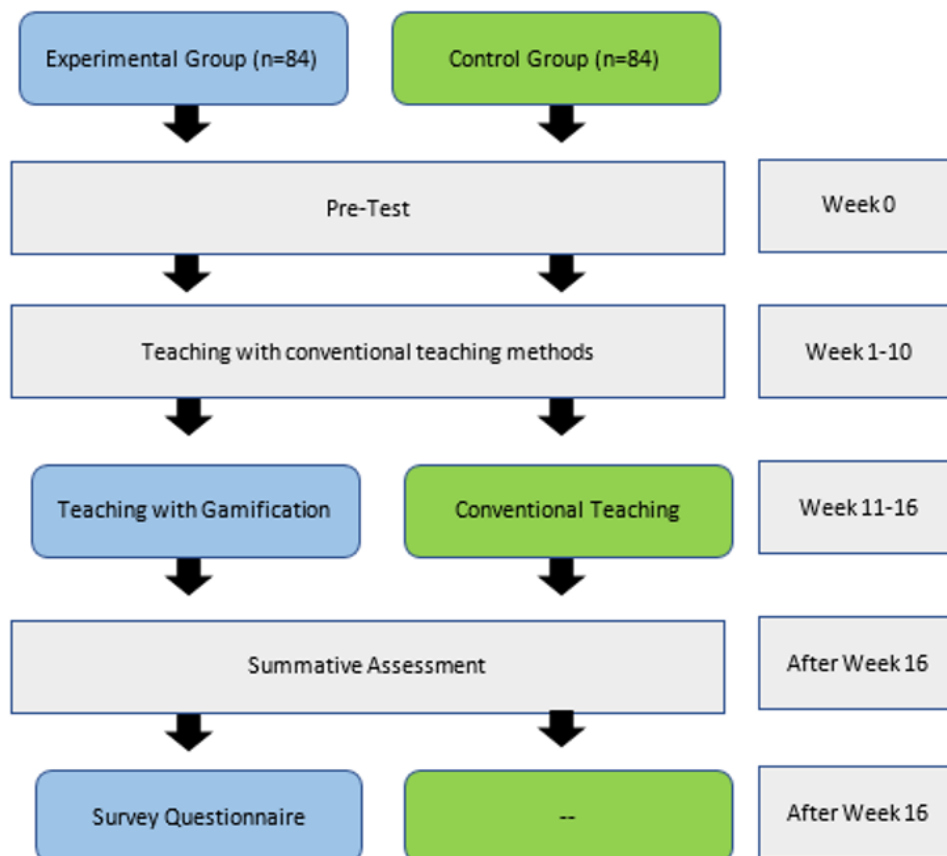 Experimental Group (n=84)
Control Group (n=84)
Pre-Test
Week 0
Teaching with conventional teaching methods
Week 1-10
Teaching with Gamification
Conventional Teaching
Week 11-16
Summative Assessment
After Week 16
Survey Questionnaire
--
After Week 16